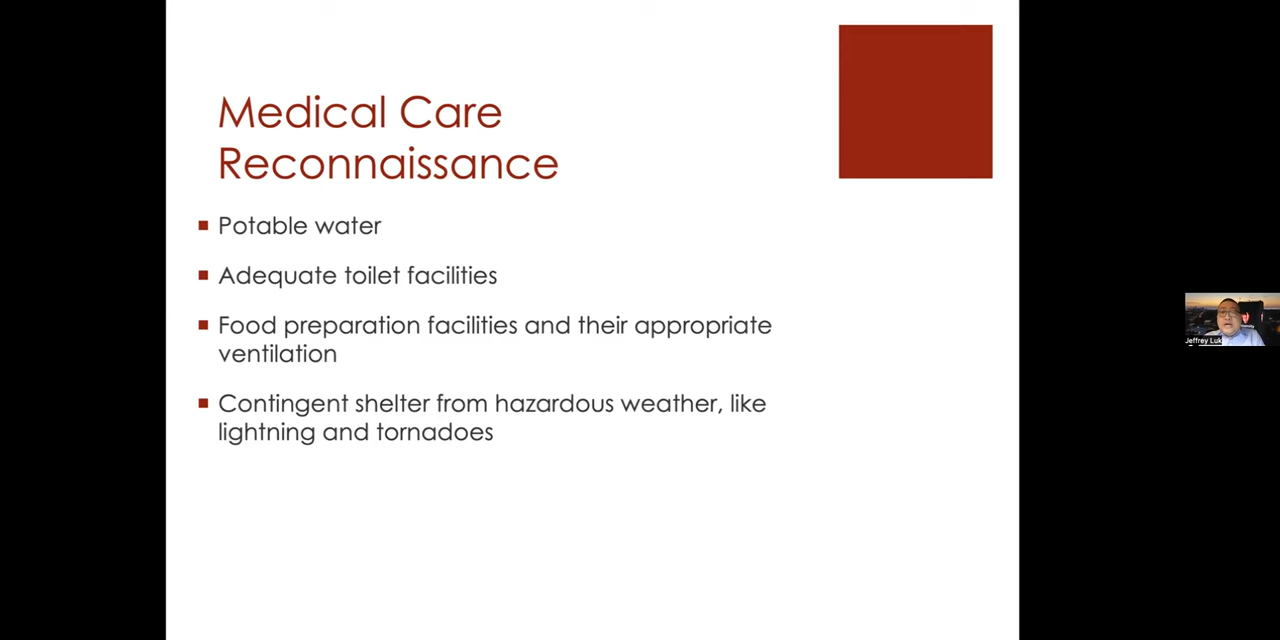 Medical Care
Reconnaissance
Potable water
Adequate toilet facilities
Food preparation facilities and their appropriate
ventilation
Contingent shelter from hazardous weather, like
lightning and tornadoes
Jeffrey Luk